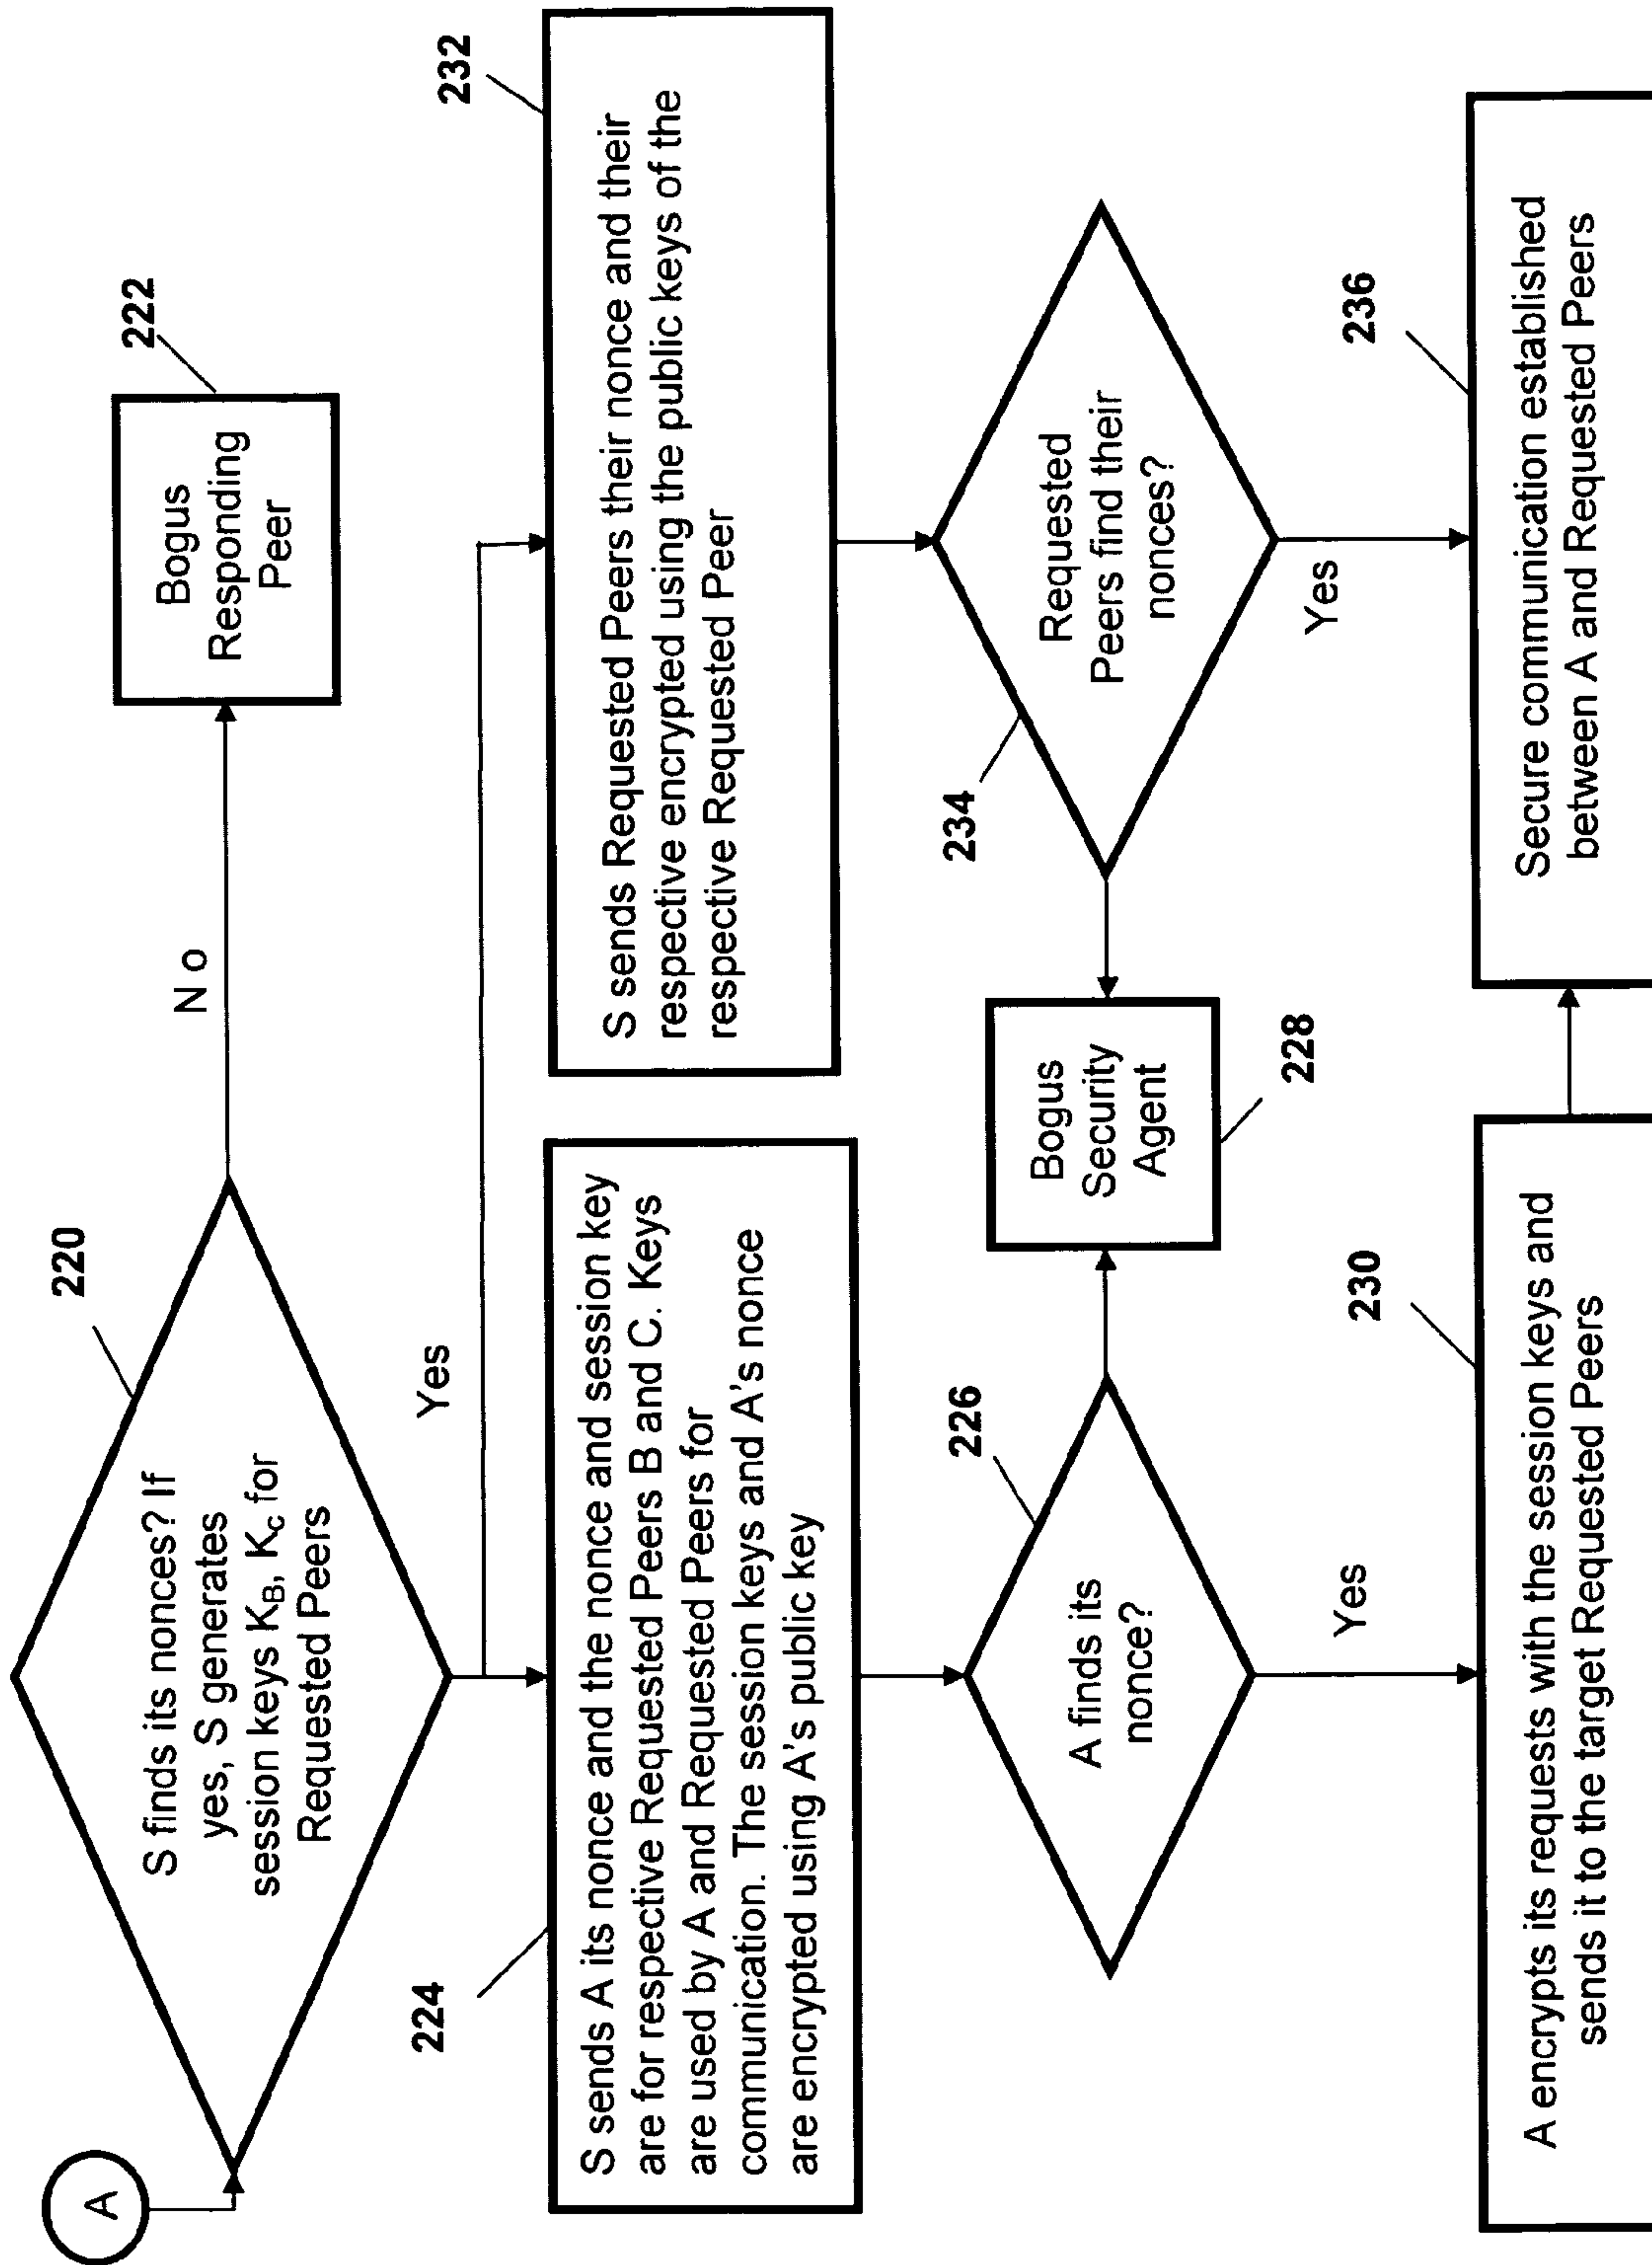 A
220
S finds its nonces? If
yes, S generates
session keys K_B, K_c for
Requested Peers
No
222
Bogus
Responding
Peer
Yes
224
S sends A its nonce and the nonce and session key
are for respective Requested Peers B and C. Keys
are used by A and Requested Peers for
communication. The session keys and A's nonce
are encrypted using A's public key
232
S sends Requested Peers their nonce and their
respective encrypted using the public keys of the
respective Requested Peer
226
A finds its
nonce?
Bogus
Security
Agent
228
234
Requested
Peers find their
nonces?
Yes
Yes
230
A encrypts its requests with the session keys and
sends it to the target Requested Peers
236
Secure communication established
between A and Requested Peers